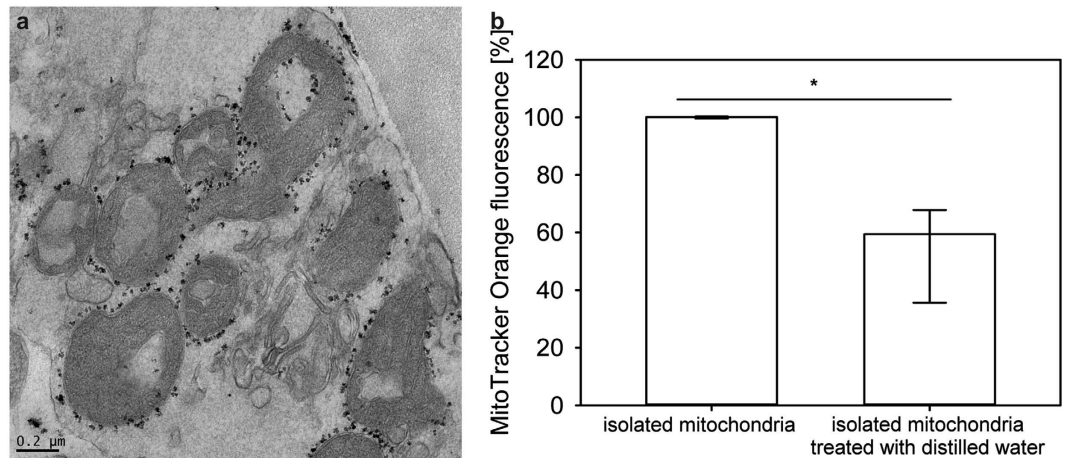 a
0.2 µm
b
MitoTracker Orange fluorescence [%]
120
100
80
60
40
20
0
*
isolated mitochondria
isolated mitochondria
treated with distilled water